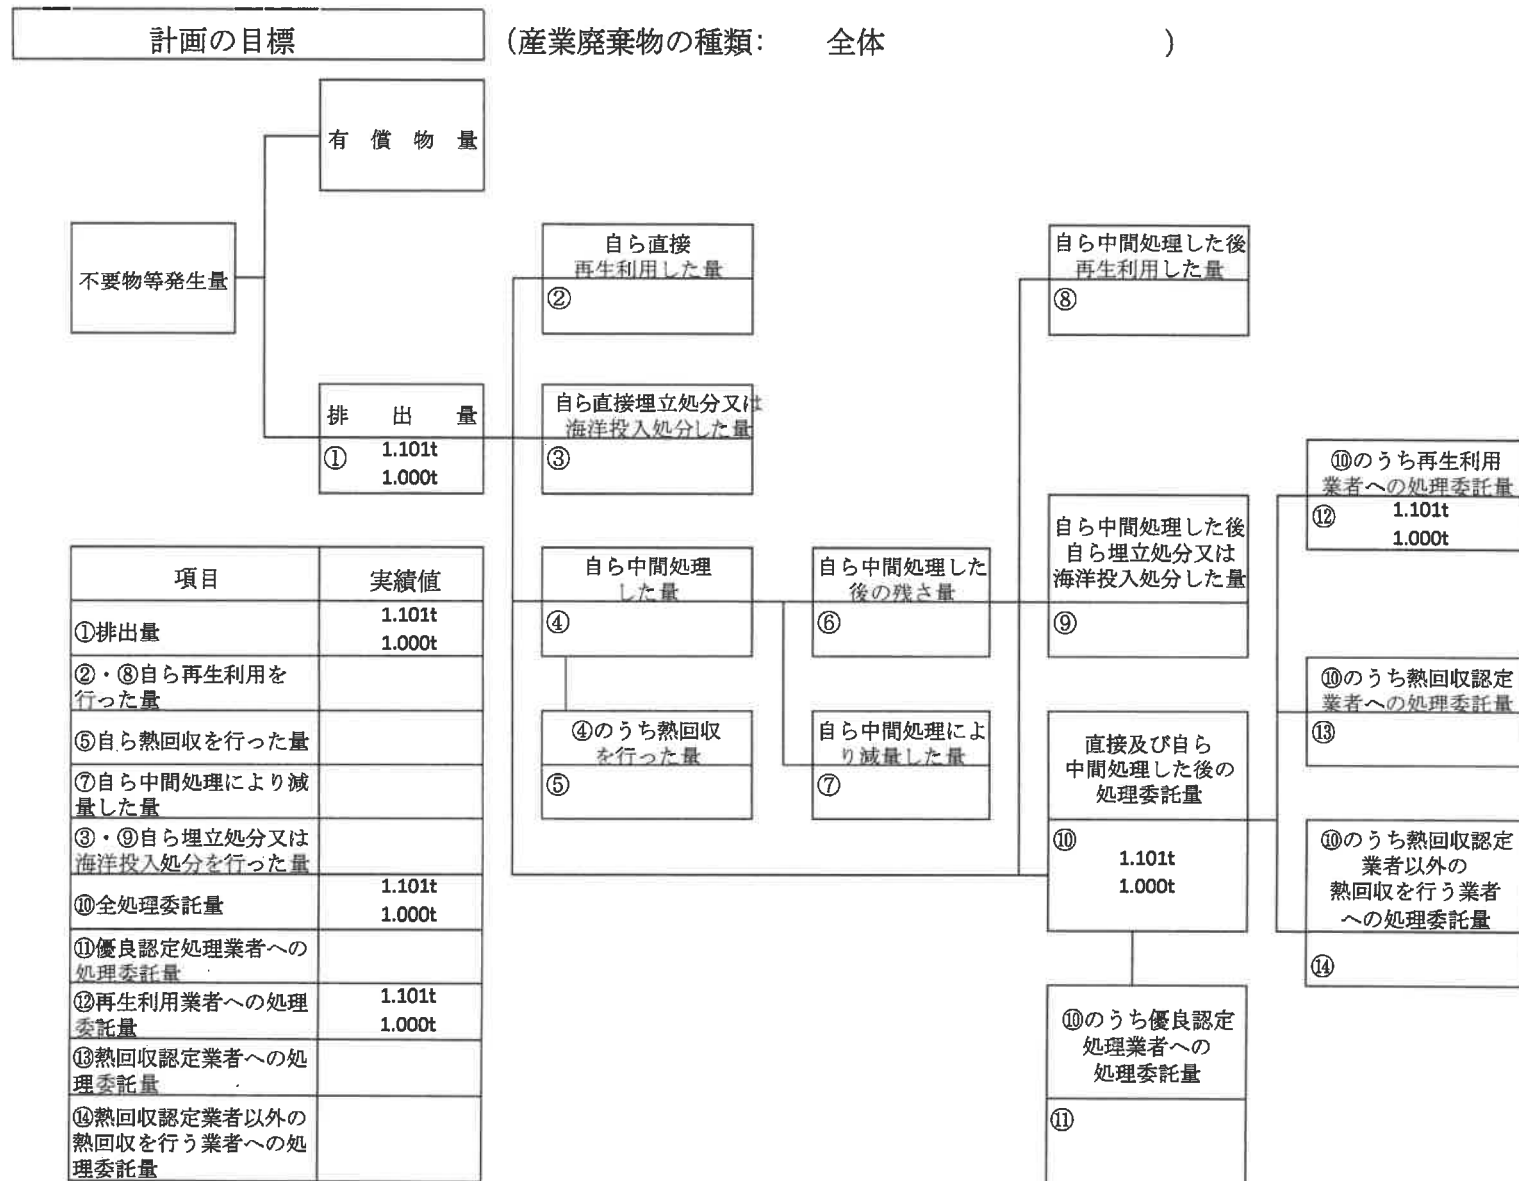 計画の目標
(産業廃棄物の種類: 全体 )
有償物量
不要物等発生量
排出量
① 1.101t
1.000t
自ら直接
再生利用した量
②
自ら直接埋立処分又は
海洋投入処分した量
③
自ら中間処理
した量
④
④のうち熱回収
を行った量
⑤
自ら中間処理した
後の残さ量
⑥
自ら中間処理によ
り減量した量
⑦
自ら中間処理した後
再生利用した量
⑧
自ら中間処理した後
自ら埋立処分又は
海洋投入処分した量
⑨
直接及び自ら
中間処理した後の
処理委託量
⑩
1.101t
1.000t
⑩のうち優良認定
処理業者への
処理委託量
⑪
⑩のうち再生利用
業者への処理委託量
⑫ 1.101t
1.000t
⑩のうち熱回収認定
業者への処理委託量
⑬
⑩のうち熱回収認定
業者以外の
熱回収を行う業者
への処理委託量
⑭
項目 実績値
①排出量 1.101t
1.000t
②・⑧自ら再生利用を
行った量
⑤自ら熱回収を行った量
⑦自ら中間処理により減
量した量
③・⑨自ら埋立処分又は
海洋投入処分を行った量
⑩全処理委託量 1.101t
1.000t
⑪優良認定処理業者への
処理委託量
⑫再生利用業者への処理 1.101t
委託量 1.000t
⑬熱回収認定業者への処
理委託量
⑭熱回収認定業者以外の
熱回収を行う業者への処
理委託量